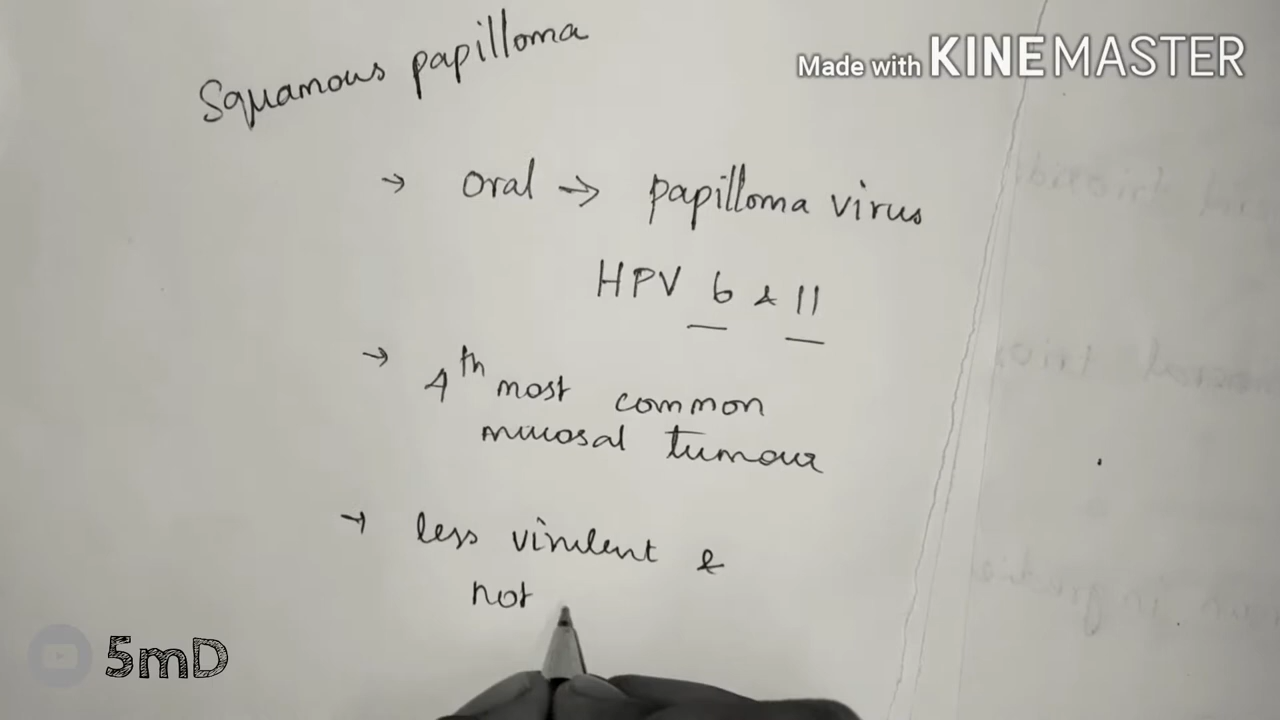 Squamous papilloma
Made with KINEMASTER
→ oral → papilloma virus
HPV 6 & 11
→ 4th most common
mucosal tumour
→ less virulent &
not
5mD